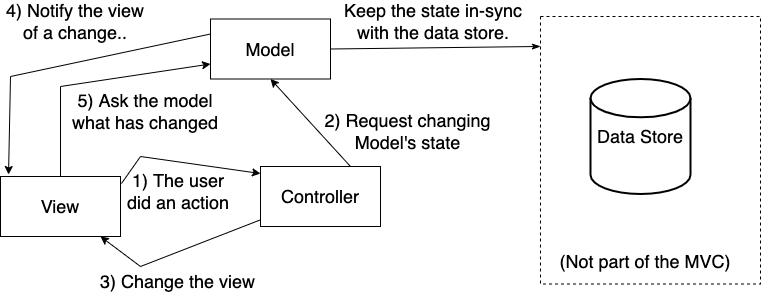 4) Notify the view
of a change..
Keep the state in-sync
with the data store.
Model
5) Ask the model
what has changed
2) Request changing
Model's state
Data Store
1) The user
did an action
View
Controller
3) Change the view
(Not part of the MVC)